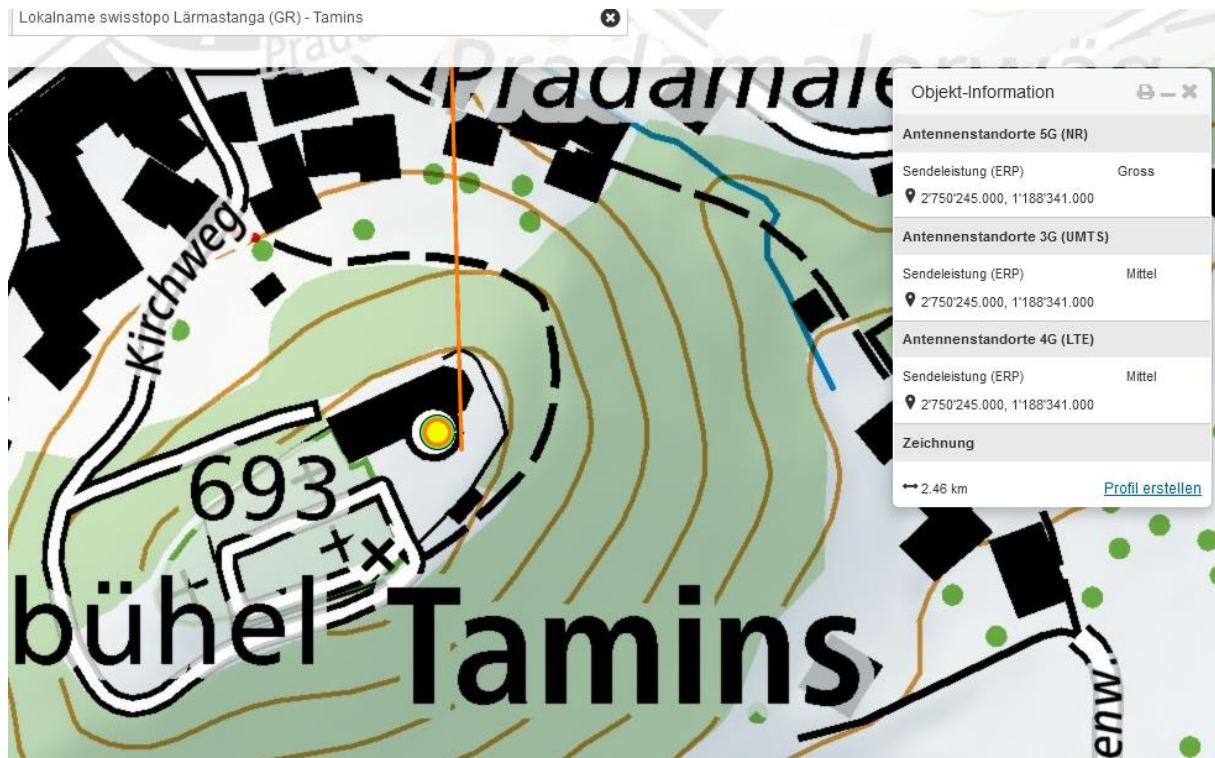 Lokalname swisstopo Lärmastanga (GR) - Tamins
Pradamalerwäg
Objekt-Information
Antennenstandorte 5G (NR)
Sendeleistung (ERP) Gross
2'750'245.000, 1'188'341.000
Antennenstandorte 3G (UMTS)
Sendeleistung (ERP) Mittel
2'750'245.000, 1'188'341.000
Antennenstandorte 4G (LTE)
Sendeleistung (ERP) Mittel
2'750'245.000, 1'188'341.000
Zeichnung
2.46 km Profil erstellen
Kirchweg
693
bühel
Tamins
enw.